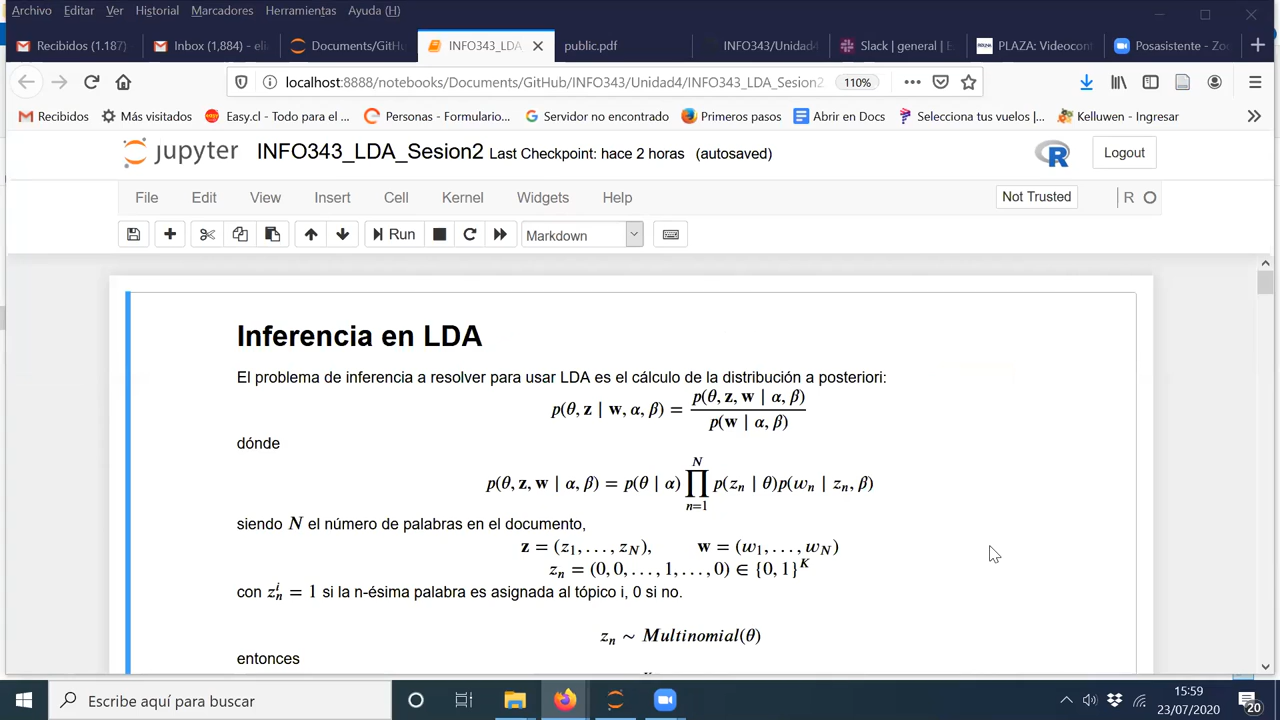 Archivo Editar Ver Historial Marcadores Herramientas Ayuda (H)
Recibidos (1.187) Inbox (1,884) - eli Documents/GitHu INFO343_LDA_ public.pdf INFO343/Unidad4 Slack | general | PLAZA: Videocon Posasistente - Zoo
localhost:8888/notebooks/Documents/GitHub/INFO343/Unidad4/INFO343_LDA_Sesion2 110%
Recibidos Más visitados Easy.cl - Todo para el ... Personas - Formulario... Servidor no encontrado Primeros pasos Abrir en Docs Selecciona tus vuelos |... Kelluwen - Ingresar
jupyter INFO343_LDA_Sesion2 Last Checkpoint: hace 2 horas (autosaved) R Logout
File Edit View Insert Cell Kernel Widgets Help Not Trusted R
Run Markdown
Inferencia en LDA
El problema de inferencia a resolver para usar LDA es el cálculo de la distribución a posteriori:
p(θ, z | w, α, β) = p(θ, z, w | α, β) / p(w | α, β)
dónde
p(θ, z, w | α, β) = p(θ | α) ∏_{n=1}^{N} p(z_n | θ)p(w_n | z_n, β)
siendo N el número de palabras en el documento,
z = (z_1, . . . , z_N), w = (w_1, . . . , w_N)
z_n = (0, 0, . . . , 1, . . . , 0) ∈ {0, 1}^K
con z_n^i = 1 si la n-ésima palabra es asignada al tópico i, 0 si no.
z_n ∼ Multinomial(θ)
entonces
Escribe aquí para buscar
15:59
23/07/2020
20